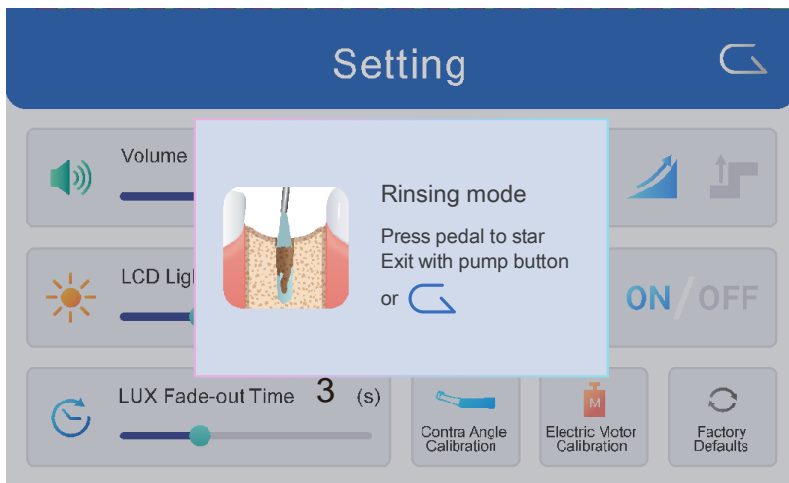 Setting
Volume
Rinsing mode
Press pedal to star
Exit with pump button
or
LCD Ligh
ON/OFF
LUX Fade-out Time 3 (s)
Contra Angle
Calibration
M
Electric Motor
Calibration
Factory
Defaults